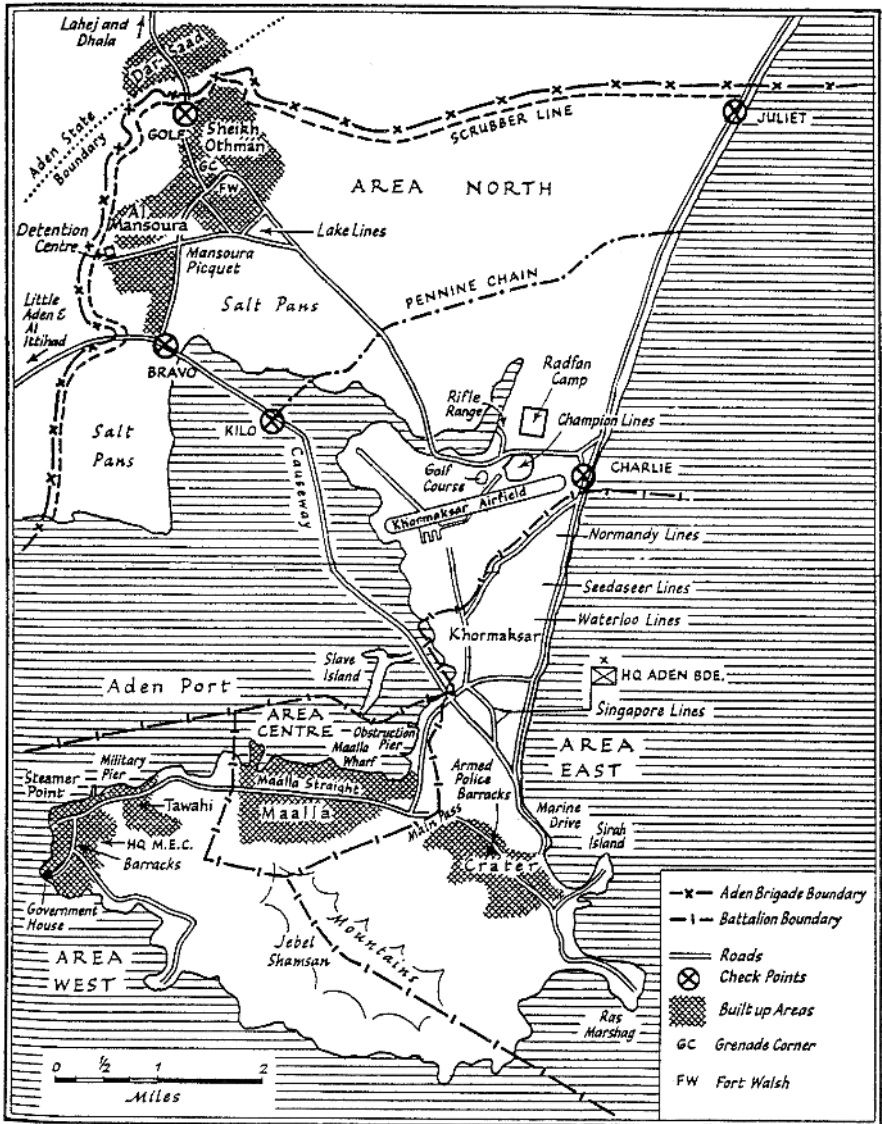 Lahej and
Dhala
Dar Saad
Aden State
Boundary
GOLF
Sheikh
Othman
GC
FW
SCRUBBER LINE
JULIET
AREA NORTH
Al
Mansoura
Detention
Centre
Lake Lines
Mansoura
Picquet
PENNINE CHAIN
Salt Pans
Little
Aden &
Al
Ittihad
BRAVO
Radfan
Camp
Rifle
Range
Champion Lines
KILO
Salt
Pans
Causeway
Golf
Course
CHARLIE
Khormaksar Airfield
Normandy Lines
Seedaseer Lines
Waterloo Lines
Khormaksar
Slave
Island
HQ ADEN BDE.
Aden Port
Singapore Lines
AREA
CENTRE
Obstruction
Pier
Maalla
Wharf
AREA
EAST
Military
Pier
Steamer
Point
Maalla Straight
Armed
Police
Barracks
Tawahi
Maalla
Main Pass
Marine
Drive
Sirah
Island
HQ M.E.C.
Barracks
Crater
Government
House
Jebel
Shamsan
Mountains
AREA
WEST
Ras
Marshag
0 1/2 1 2
Miles
Aden Brigade Boundary
Battalion Boundary
Roads
Check Points
Built up Areas
GC Grenade Corner
FW Fort Walsh